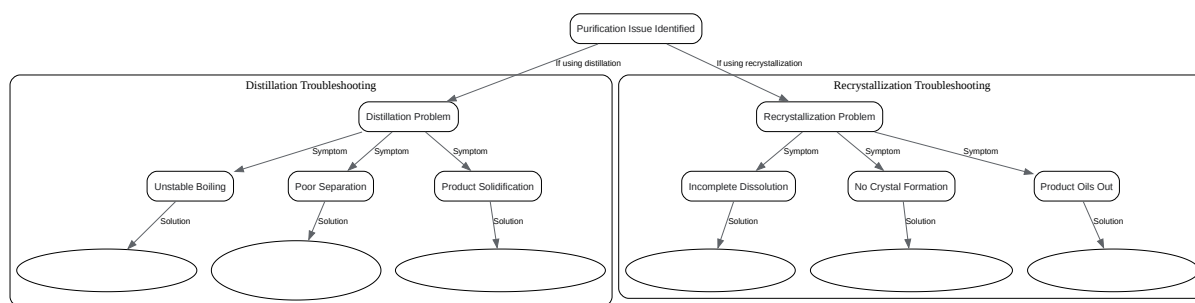 Purification Issue Identified
If using distillation
If using recrystallization
Distillation Troubleshooting
Recrystallization Troubleshooting
Distillation Problem
Recrystallization Problem
Symptom
Symptom
Symptom
Symptom
Symptom
Symptom
Unstable Boiling
Poor Separation
Product Solidification
Incomplete Dissolution
No Crystal Formation
Product Oils Out
Solution
Solution
Solution
Solution
Solution
Solution